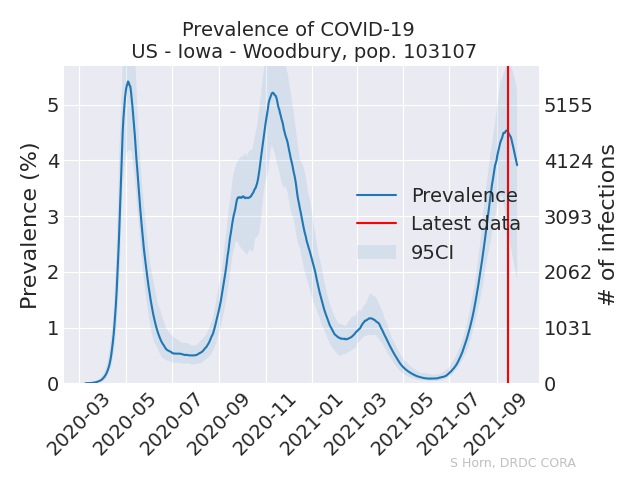 Prevalence of COVID-19
US - Iowa - Woodbury, pop. 103107
Prevalence (%)
5
4
3
2
1
0
5155
4124
3093
2062
1031
0
# of infections
Prevalence
Latest data
95CI
2020-03
2020-05
2020-07
2020-09
2020-11
2021-01
2021-03
2021-05
2021-07
2021-09
S Horn, DRDC CORA